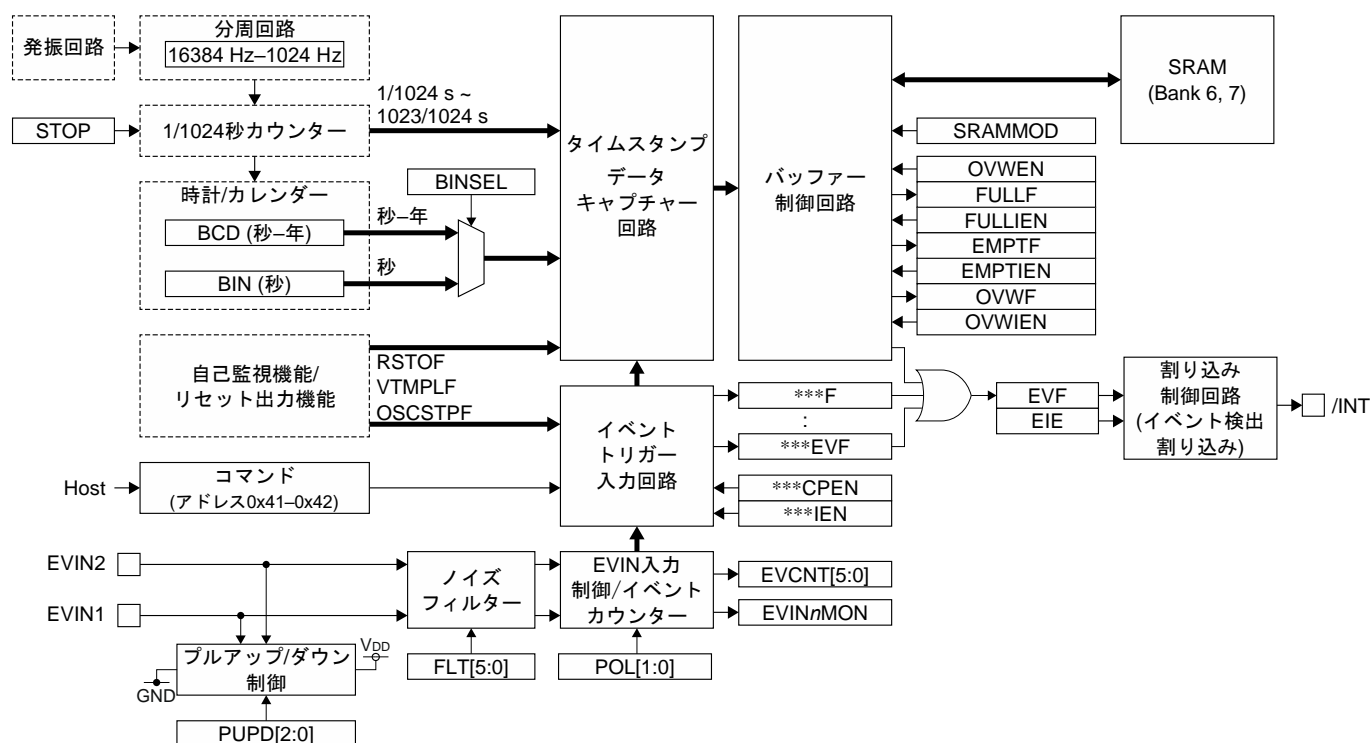 発振回路
分周回路
16384 Hz–1024 Hz
STOP
1/1024秒カウンター
1/1024 s ~
1023/1024 s
時計/カレンダー
BCD (秒–年)
BIN (秒)
秒–年
秒
BINSEL
タイムスタンプ
データ
キャプチャー
回路
バッファー
制御回路
SRAM
(Bank 6, 7)
SRAMMOD
OVWEN
FULLF
FULLIEN
EMPTF
EMPTIEN
OVWF
OVWIEN
自己監視機能/
リセット出力機能
RSTOF
VTMPLF
OSCSTPF
イベント
トリガー
入力回路
***F
:
***EVF
***CPEN
***IEN
EVF
EIE
割り込み
制御回路
(イベント検出
割り込み)
/INT
Host
コマンド
(アドレス0x41–0x42)
EVIN2
EVIN1
ノイズ
フィルター
EVIN入力
制御/イベント
カウンター
EVCNT[5:0]
EVINnMON
プルアップ/ダウン
制御
VDD
GND
FLT[5:0]
POL[1:0]
PUPD[2:0]